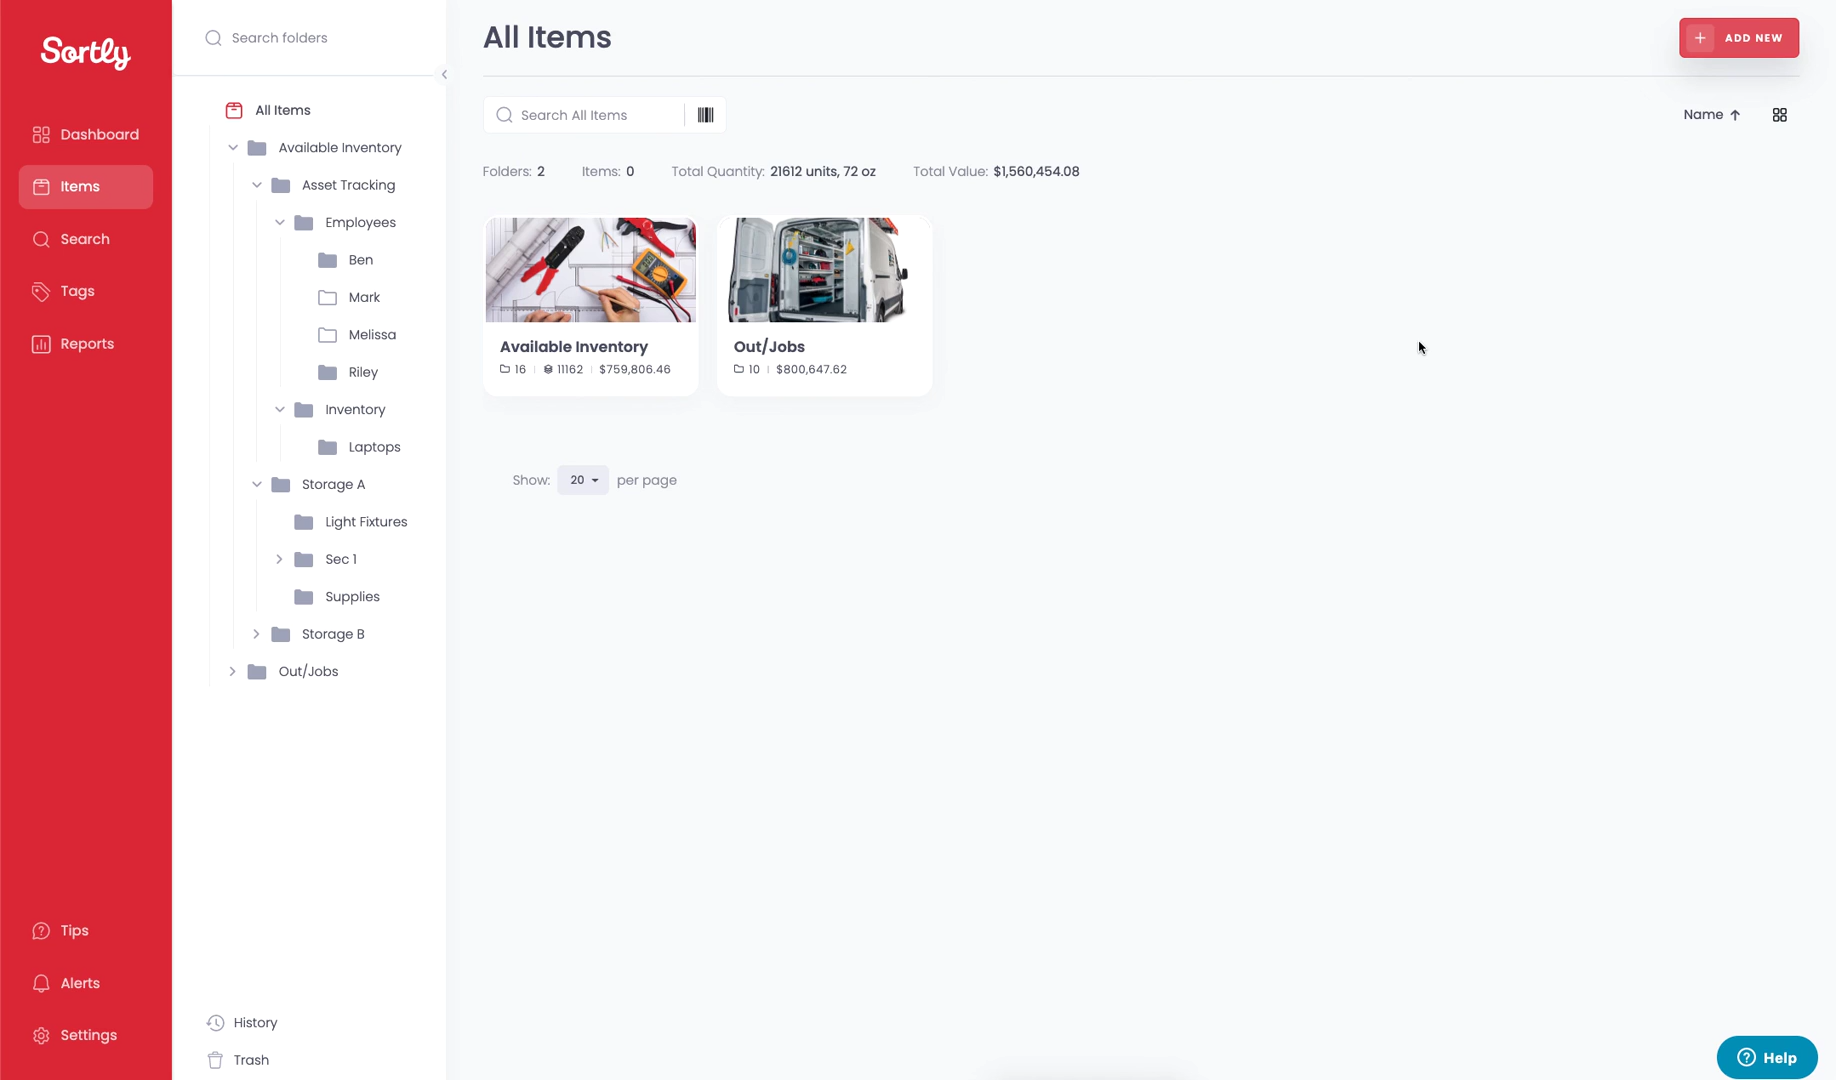 Sortly
Dashboard
Items
Search
Tags
Reports
Tips
Alerts
Settings
Search folders
All Items
Available Inventory
Asset Tracking
Employees
Ben
Mark
Melissa
Riley
Inventory
Laptops
Storage A
Light Fixtures
Sec 1
Supplies
Storage B
Out/Jobs
History
Trash
All Items
ADD NEW
Search All Items
Name
Folders: 2 Items: 0 Total Quantity: 21612 units, 72 oz Total Value: $1,560,454.08
Available Inventory
16 11162 $759,806.46
Out/Jobs
10 $800,647.62
Show: 20 per page
Help